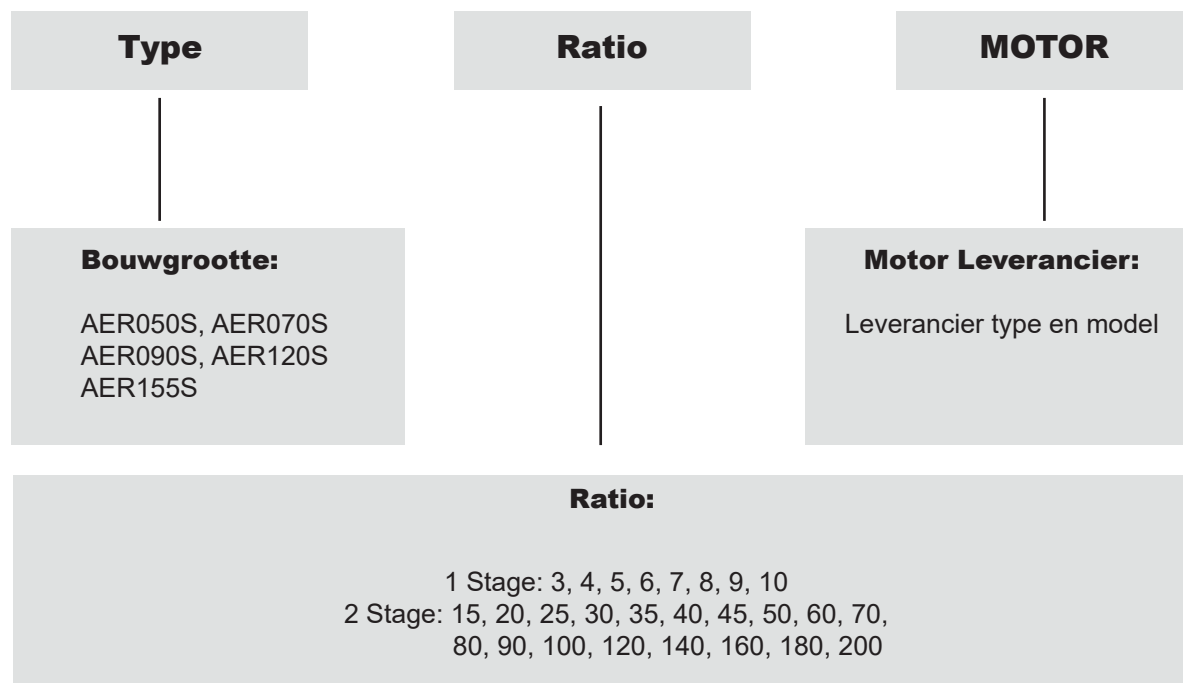 Type
Ratio
MOTOR
Bouwgrootte:
AER050S, AER070S
AER090S, AER120S
AER155S
Motor Leverancier:
Leverancier type en model
Ratio:
1 Stage: 3, 4, 5, 6, 7, 8, 9, 10
2 Stage: 15, 20, 25, 30, 35, 40, 45, 50, 60, 70,
80, 90, 100, 120, 140, 160, 180, 200